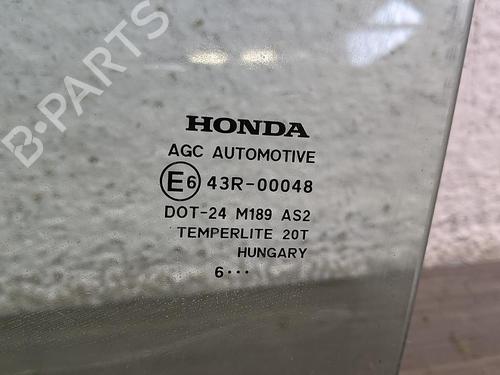 B-PARTS
HONDA
AGC AUTOMOTIVE
E6 43R-00048
DOT-24 M189 AS2
TEMPERLITE 20T
HUNGARY
6•••